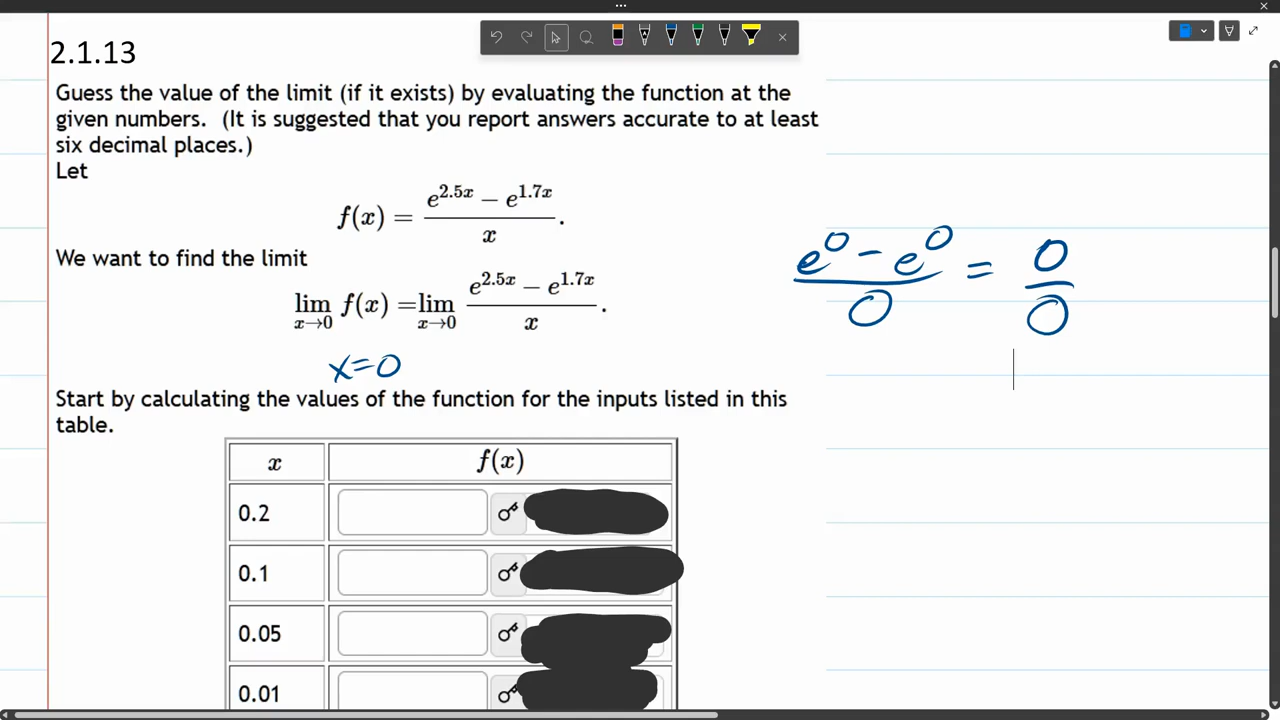 2.1.13
Guess the value of the limit (if it exists) by evaluating the function at the
given numbers. (It is suggested that you report answers accurate to at least
six decimal places.)
Let
f(x) = (e^{2.5x} − e^{1.7x})/x.
We want to find the limit
lim_{x→0} f(x) = lim_{x→0} (e^{2.5x} − e^{1.7x})/x.
(e^0 − e^0)/0 = 0/0
x=0
Start by calculating the values of the function for the inputs listed in this
table.
x f(x)
0.2
0.1
0.05
0.01